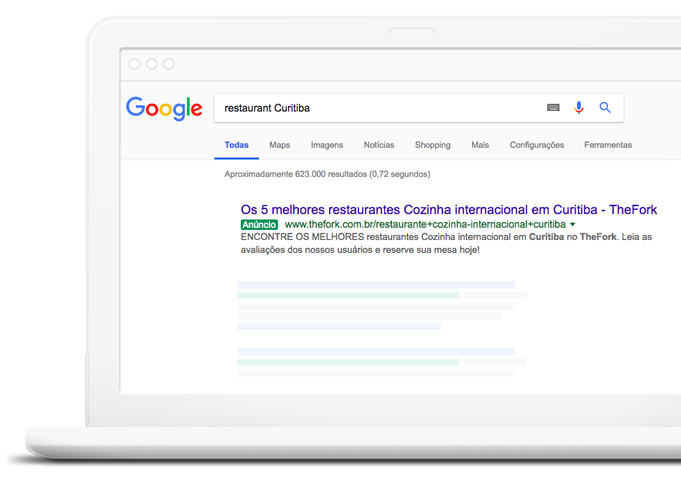 Google
restaurant Curitiba
Todas Maps Imagens Notícias Shopping Mais Configurações Ferramentas
Aproximadamente 623.000 resultados (0,72 segundos)
Os 5 melhores restaurantes Cozinha internacional em Curitiba - TheFork
Anúncio www.thefork.com.br/restaurante+cozinha-internacional+curitiba
ENCONTRE OS MELHORES restaurantes Cozinha internacional em Curitiba no TheFork. Leia as
avaliações dos nossos usuários e reserve sua mesa hoje!